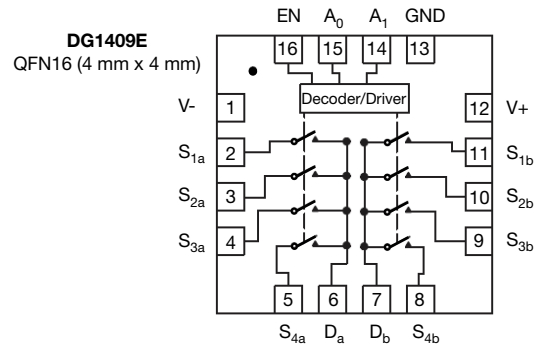 EN A0 A1 GND
DG1409E
QFN16 (4 mm x 4 mm)
16 15 14 13
Decoder/Driver
V- 1 12 V+
S1a 2 11 S1b
S2a 3 10 S2b
S3a 4 9 S3b
5 6 7 8
S4a Da Db S4b